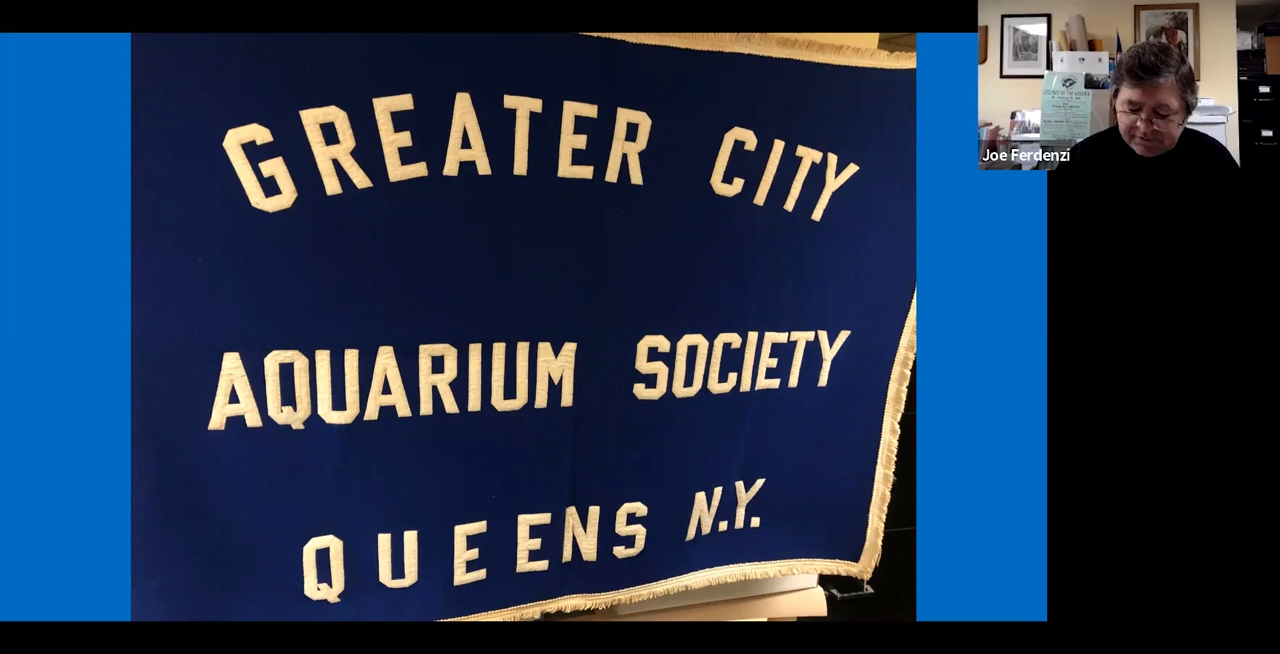 GREATER CITY
AQUARIUM SOCIETY
QUEENS N.Y.
Joe Ferdenzi